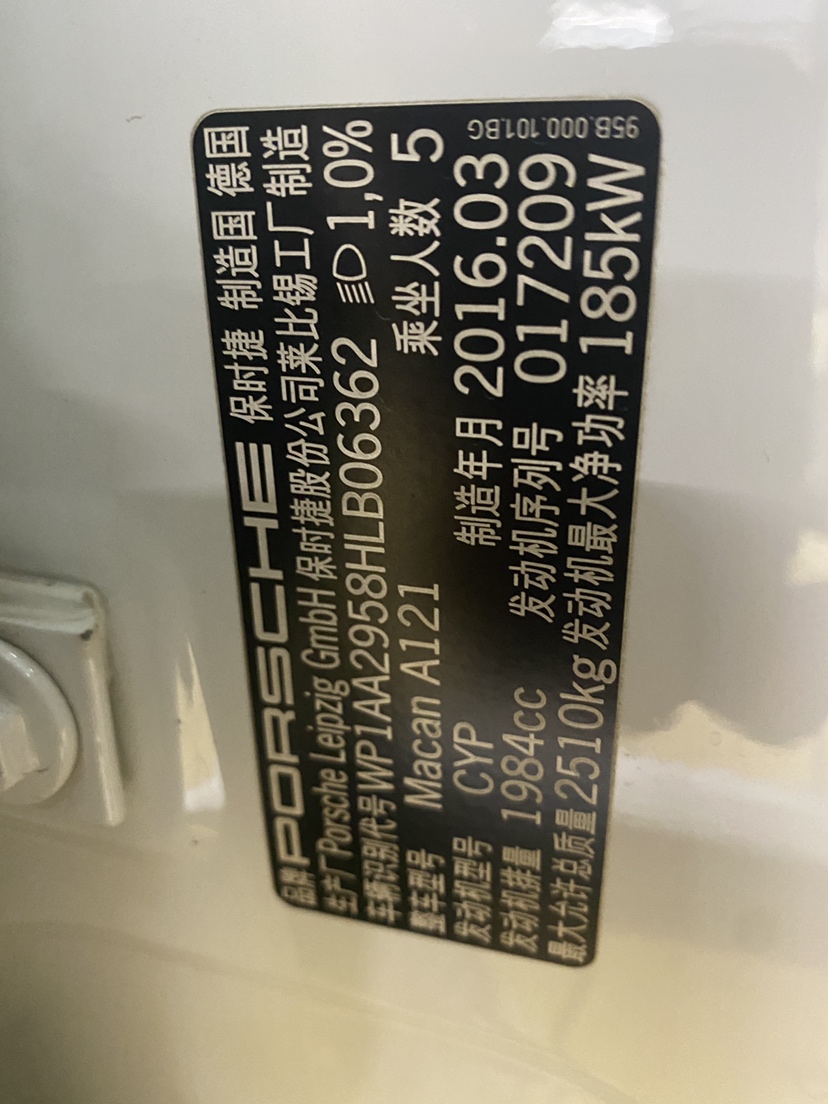 品牌 PORSCHE 保时捷 制造国 德国
生产厂 Porsche Leipzig GmbH 保时捷股份公司莱比锡工厂制造
车辆识别代号 WP1AA2958HLB06362 1,0%
整车型号 Macan A121 乘坐人数 5
发动机型号 CYP 制造年月 2016.03
发动机排量 1984cc 发动机序列号 017209
最大允许总质量 2510kg 发动机最大净功率 185kW
95B.000.101.BG